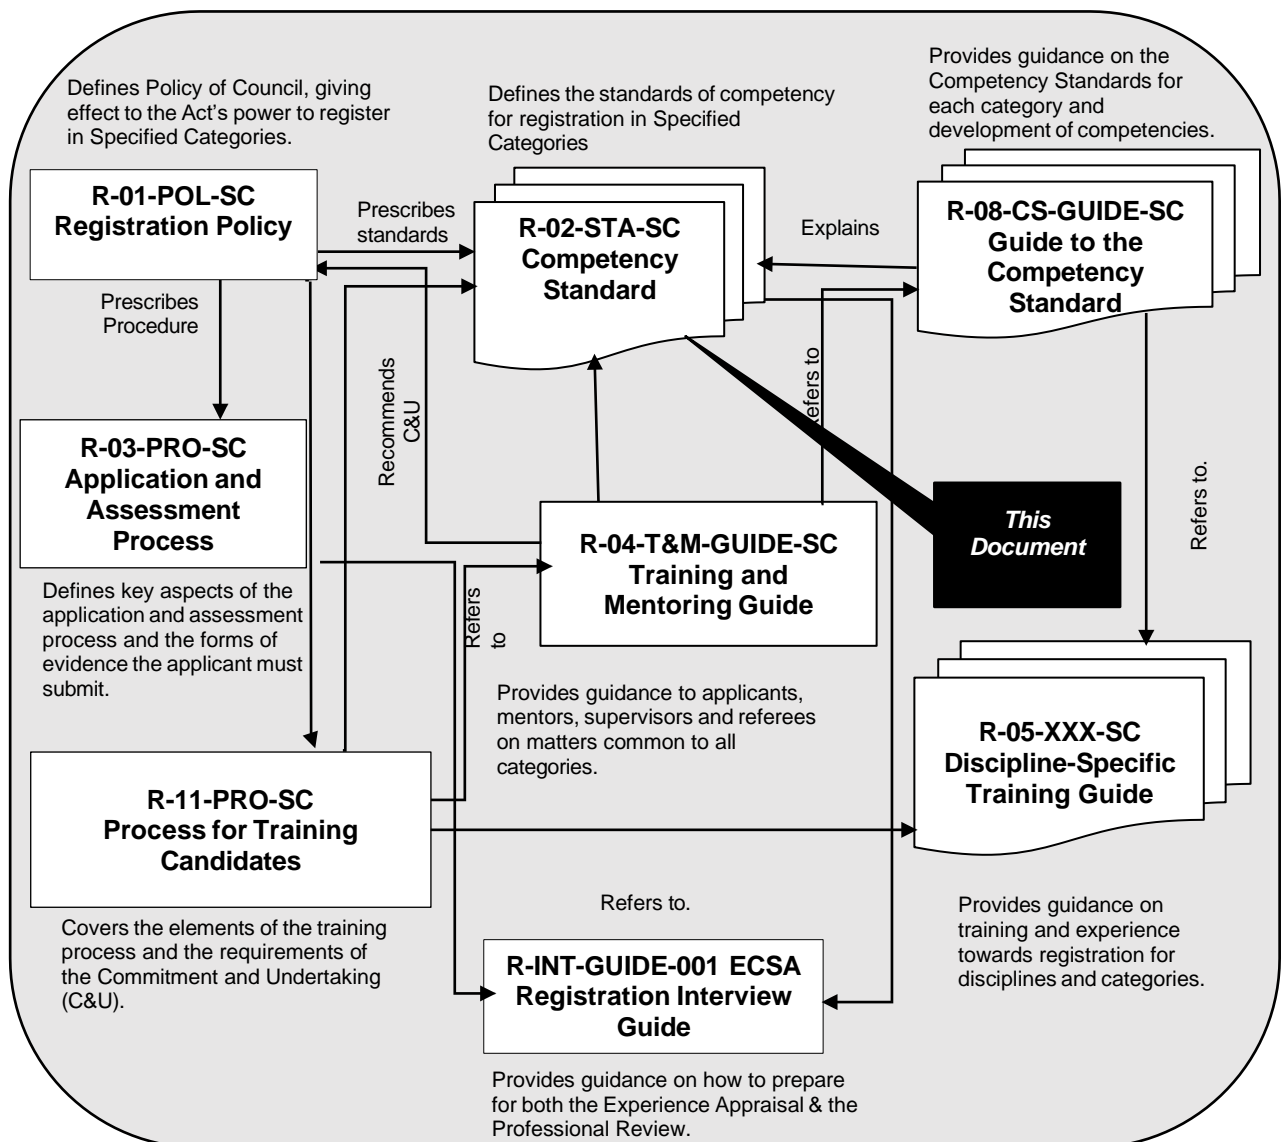 Defines Policy of Council, giving
effect to the Act's power to register
in Specified Categories.
Defines the standards of competency
for registration in Specified
Categories
Provides guidance on the
Competency Standards for
each category and
development of competencies.
R-01-POL-SC
Registration Policy
Prescribes
standards
R-02-STA-SC
Competency
Standard
Explains
R-08-CS-GUIDE-SC
Guide to the
Competency
Standard
Prescribes
Procedure
Recommends
C&U
to
R-03-PRO-SC
Application and
Assessment
Process
Defines key aspects of the
application and assessment
process and the forms of
evidence the applicant must
submit.
R-04-T&M-GUIDE-SC
Training and
Mentoring Guide
This
Document
Refers to.
Refers
to
Provides guidance to applicants,
mentors, supervisors and referees
on matters common to all
categories.
R-05-XXX-SC
Discipline-Specific
Training Guide
R-11-PRO-SC
Process for Training
Candidates
Covers the elements of the training
process and the requirements of
the Commitment and Undertaking
(C&U).
Refers to.
Provides guidance on
training and experience
towards registration for
disciplines and categories.
R-INT-GUIDE-001 ECSA
Registration Interview
Guide
Provides guidance on how to prepare
for both the Experience Appraisal & the
Professional Review.